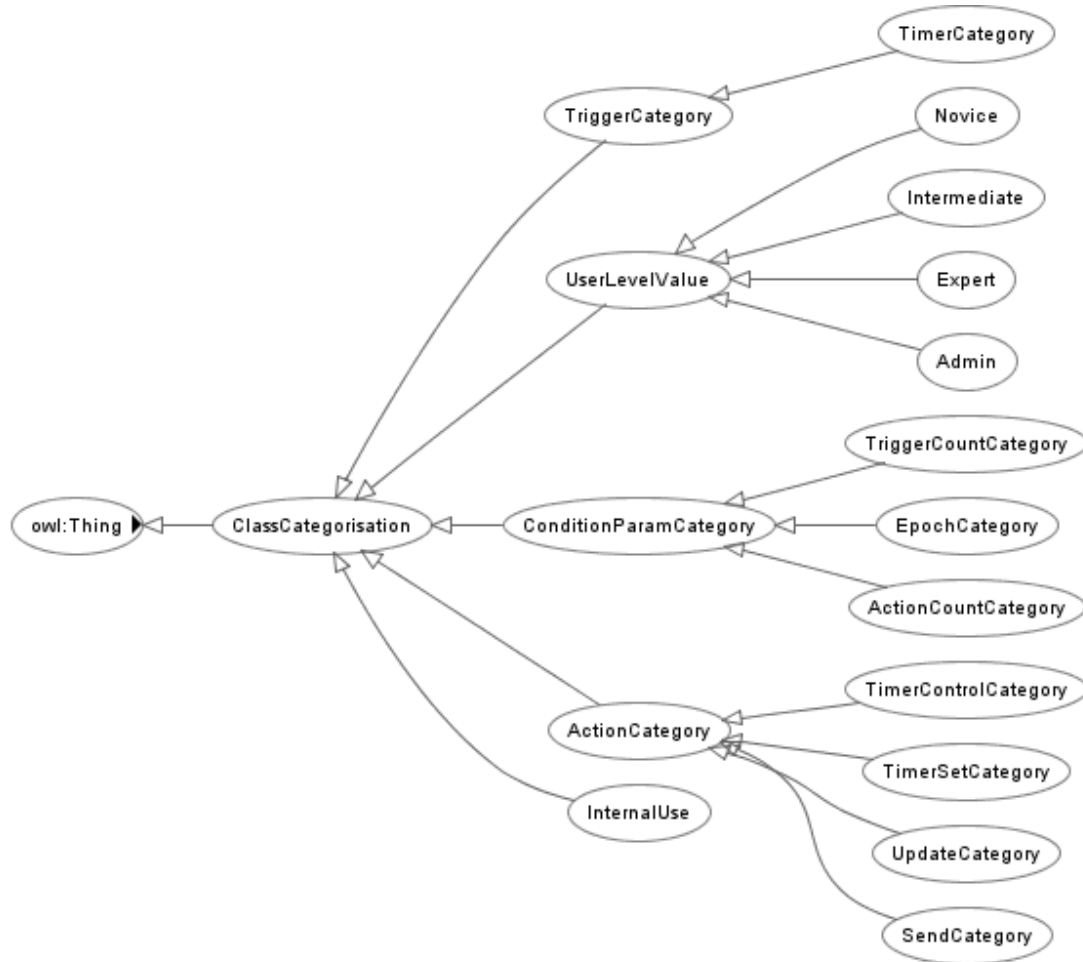 TimerCategory
TriggerCategory
Novice
Intermediate
UserLevelValue
Expert
Admin
TriggerCountCategory
owl:Thing
ClassCategorisation
ConditionParamCategory
EpochCategory
ActionCountCategory
TimerControlCategory
ActionCategory
TimerSetCategory
InternalUse
UpdateCategory
SendCategory